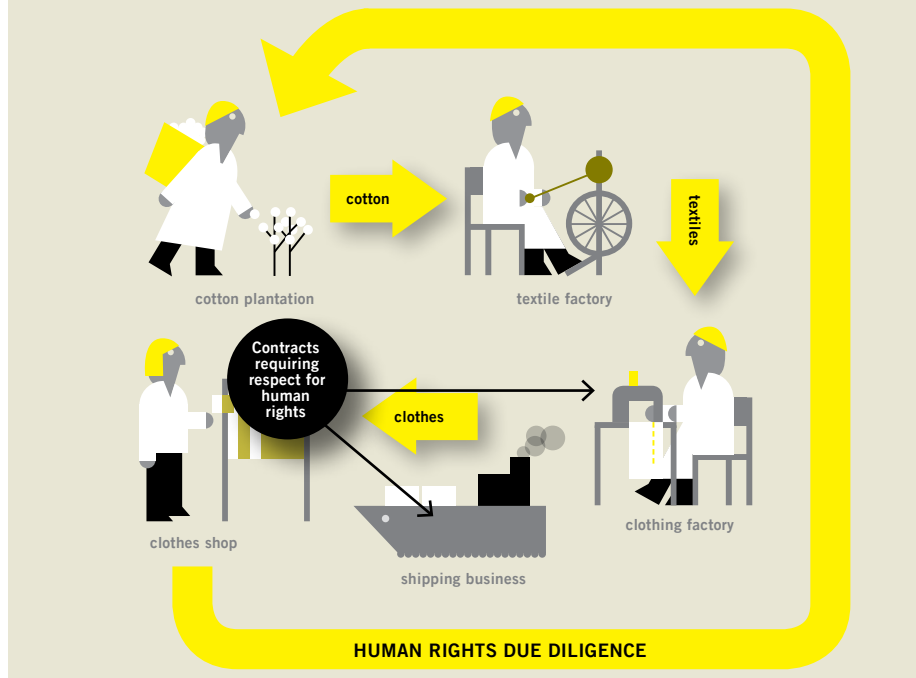 cotton
textiles
cotton plantation
textile factory
Contracts
requiring
respect for
human
rights
clothes
clothing factory
clothes shop
shipping business
HUMAN RIGHTS DUE DILIGENCE